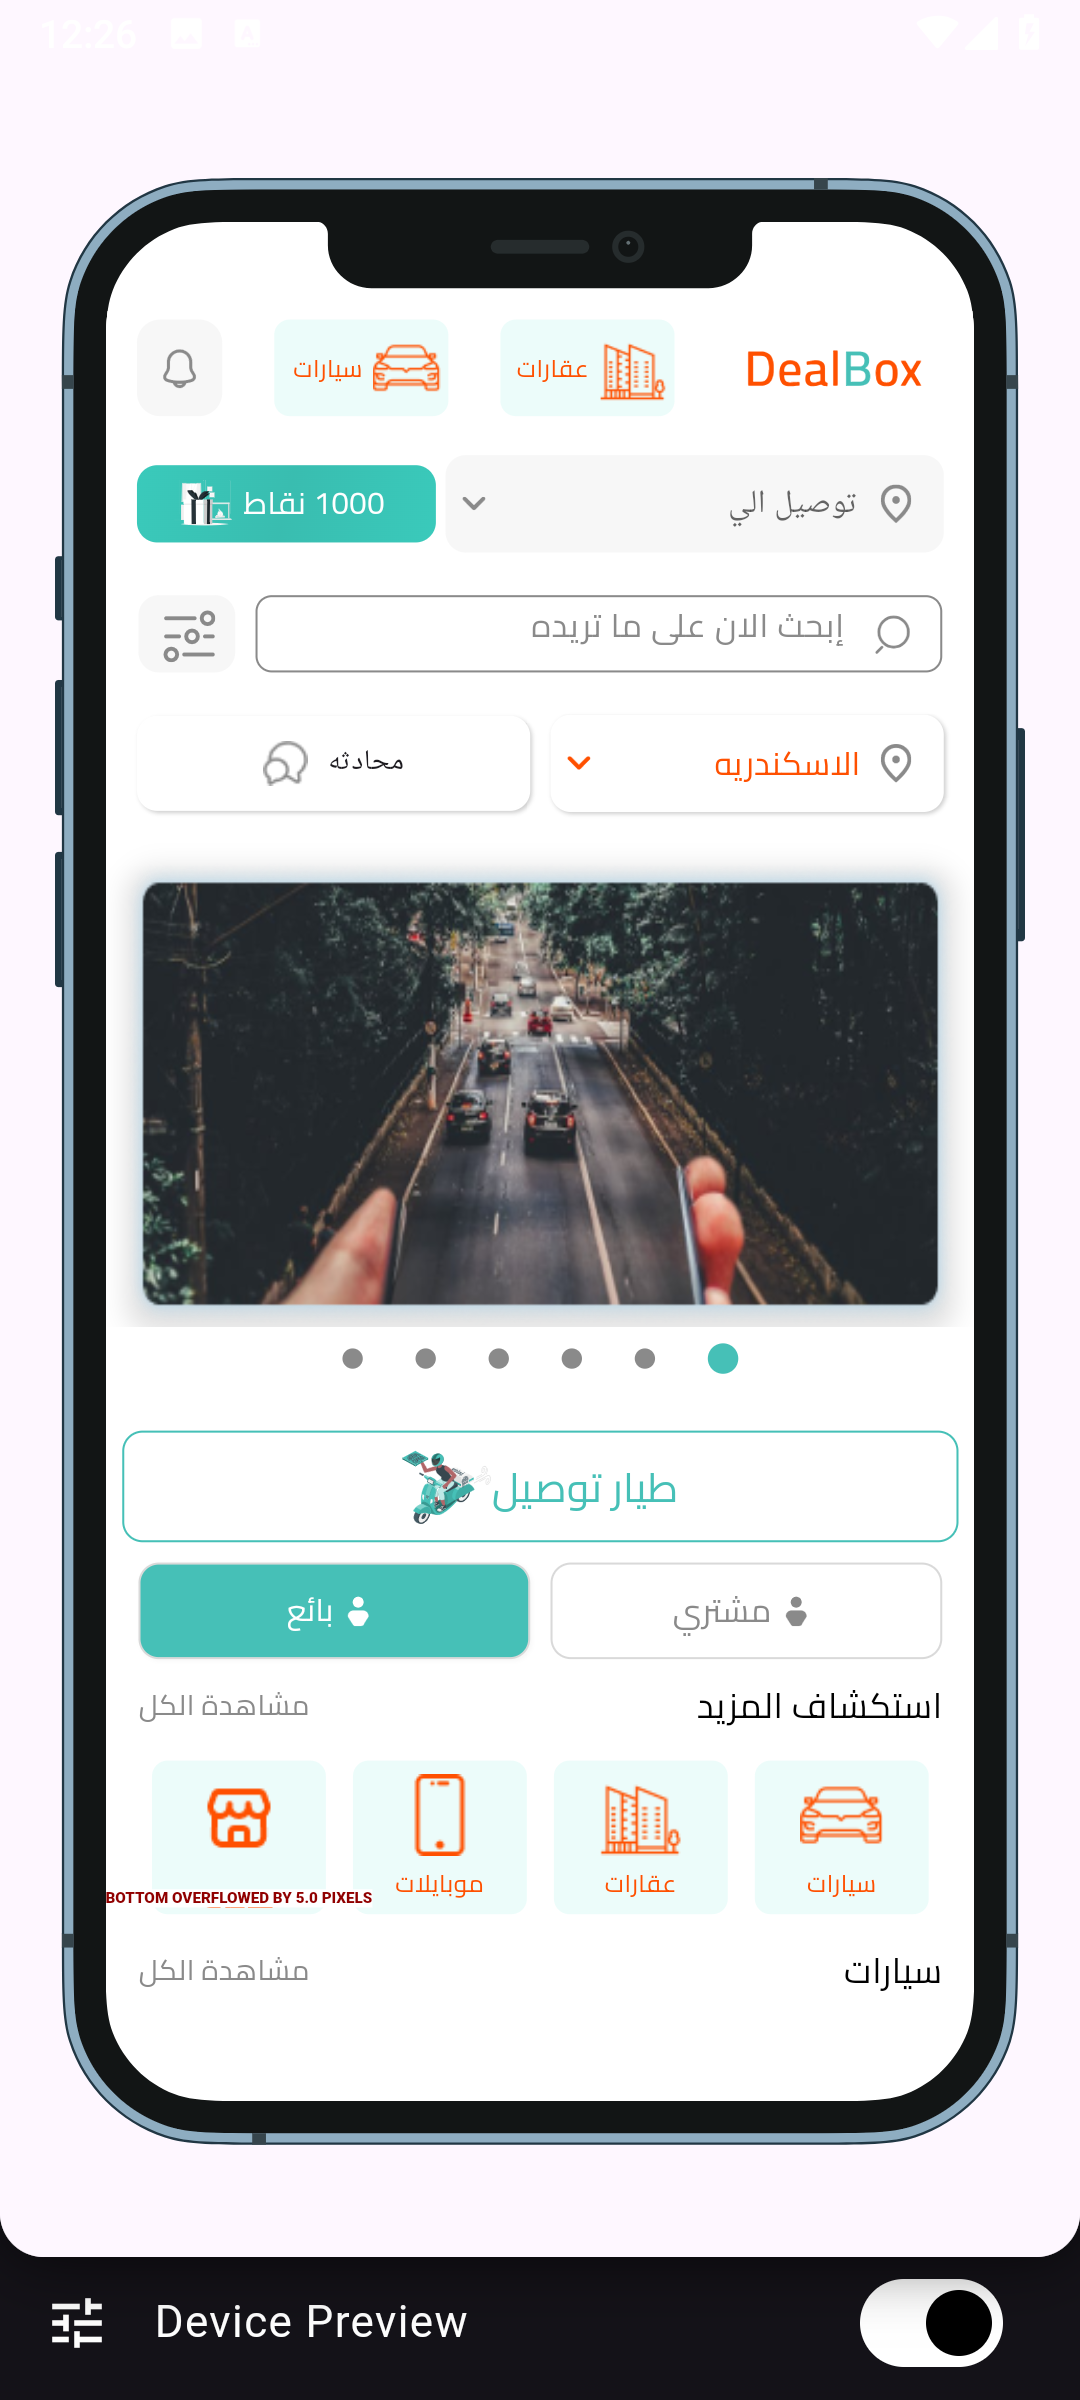 12:26
DealBox
عقارات
سيارات
توصيل الي
1000 نقاط
إبحث الان على ما تريده
الاسكندريه
محادثه
طيار توصيل
مشتري
بائع
استكشاف المزيد
مشاهدة الكل
سيارات
عقارات
موبايلات
BOTTOM OVERFLOWED BY 5.0 PIXELS
سيارات
مشاهدة الكل
Device Preview